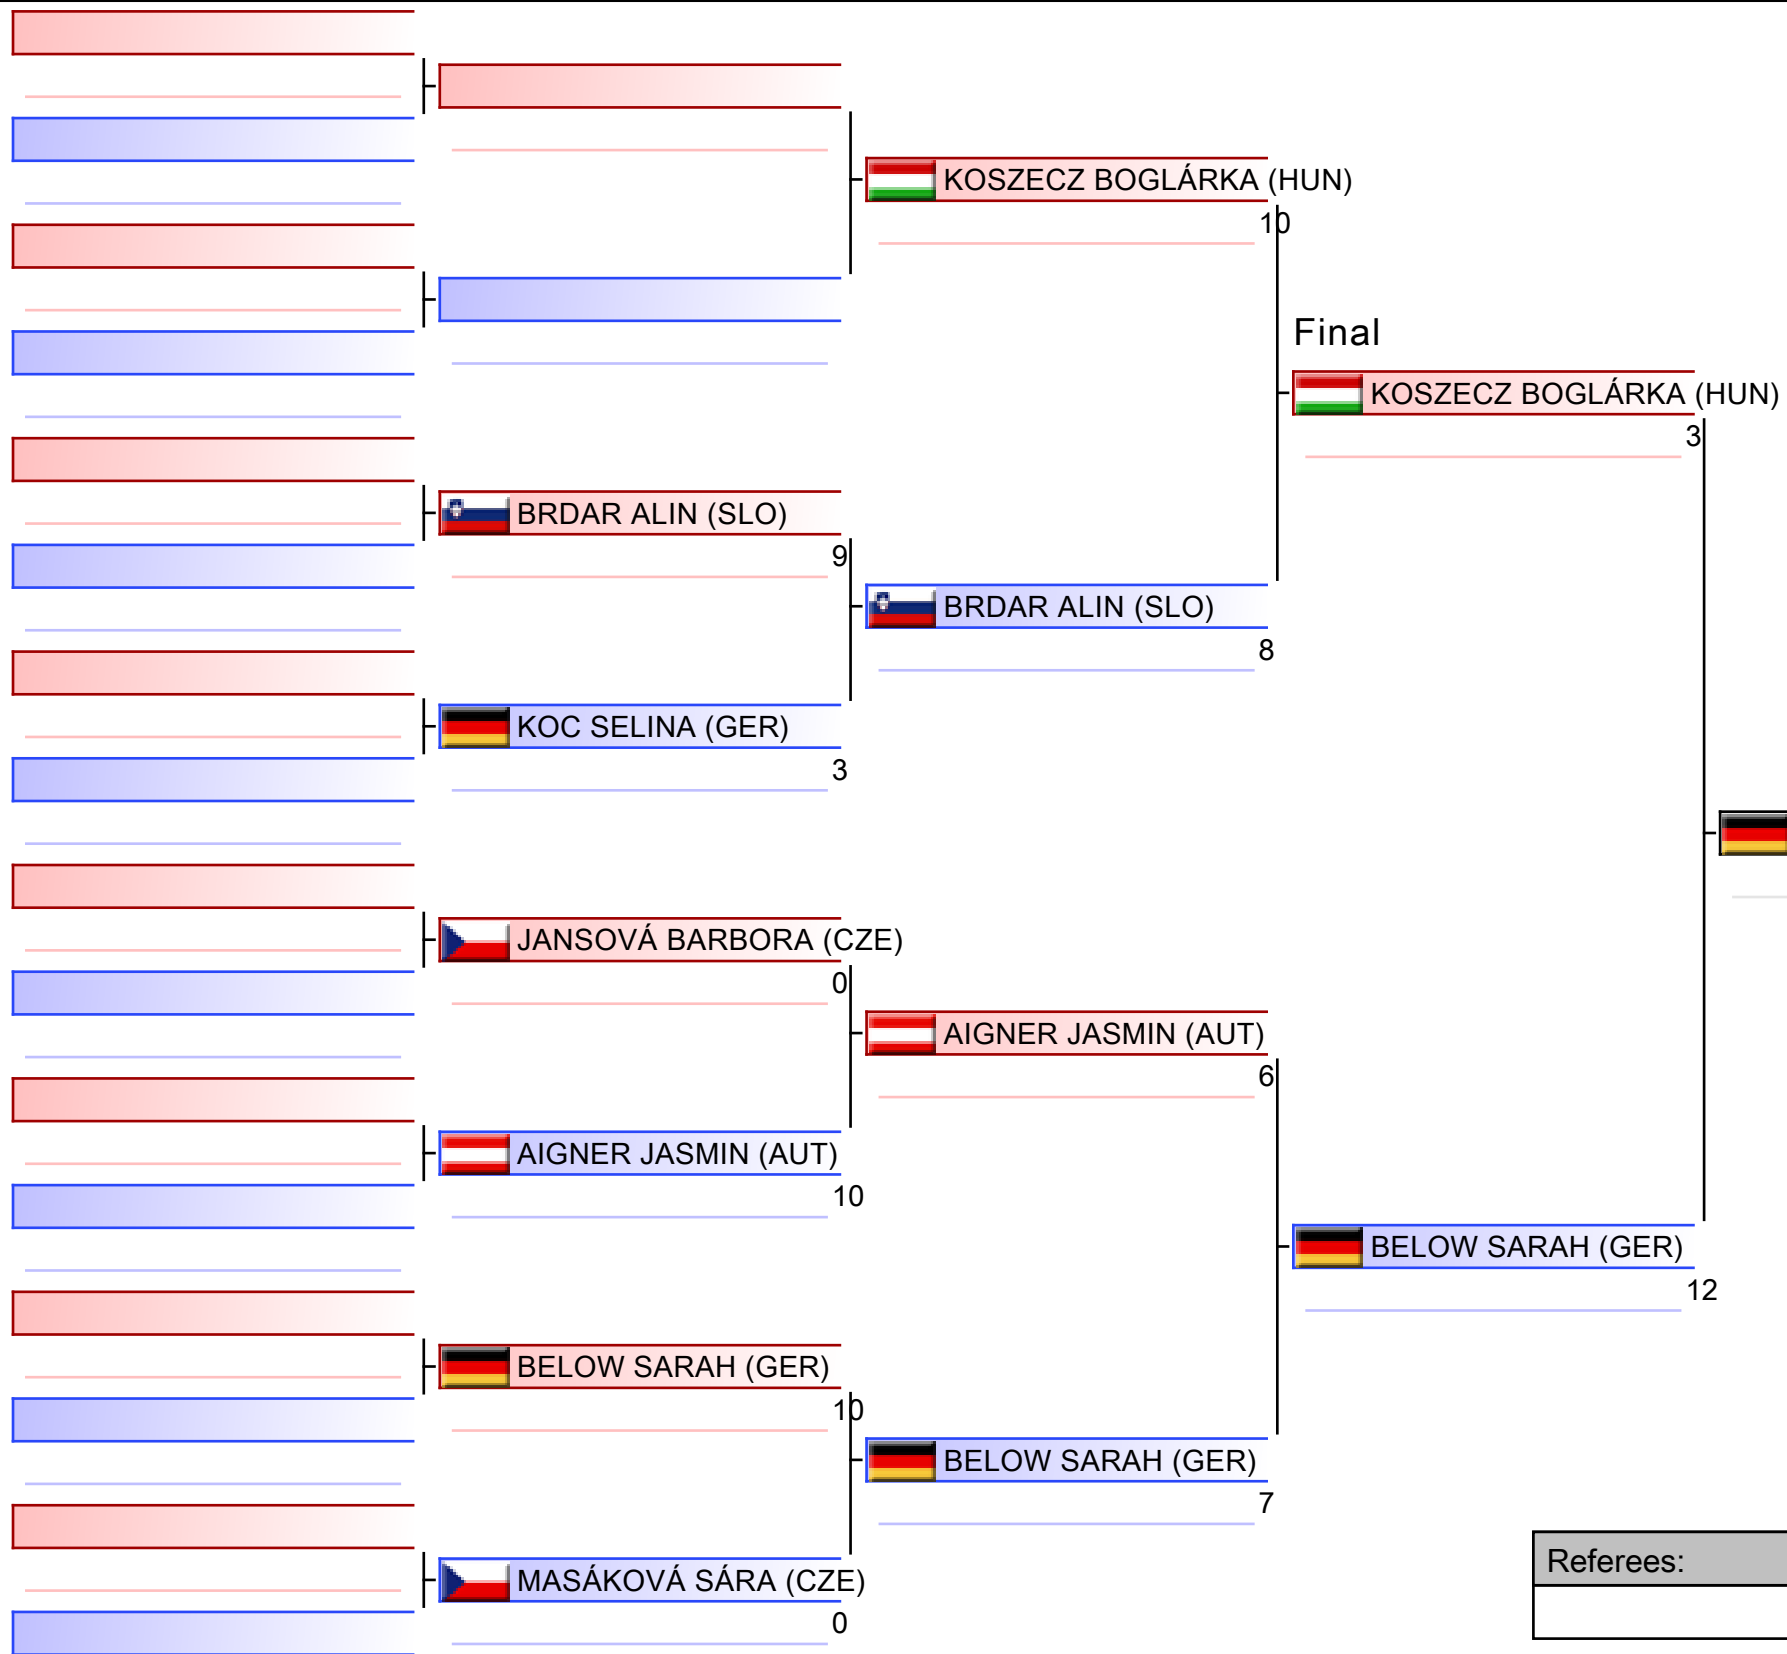 KOSZECZ BOGLÁRKA (HUN)
10
Final
KOSZECZ BOGLÁRKA (HUN)
3
BRDAR ALIN (SLO)
9
BRDAR ALIN (SLO)
8
KOC SELINA (GER)
3
JANSOVÁ BARBORA (CZE)
0
AIGNER JASMIN (AUT)
6
AIGNER JASMIN (AUT)
10
BELOW SARAH (GER)
12
BELOW SARAH (GER)
10
BELOW SARAH (GER)
7
Referees:
MASÁKOVÁ SÁRA (CZE)
0